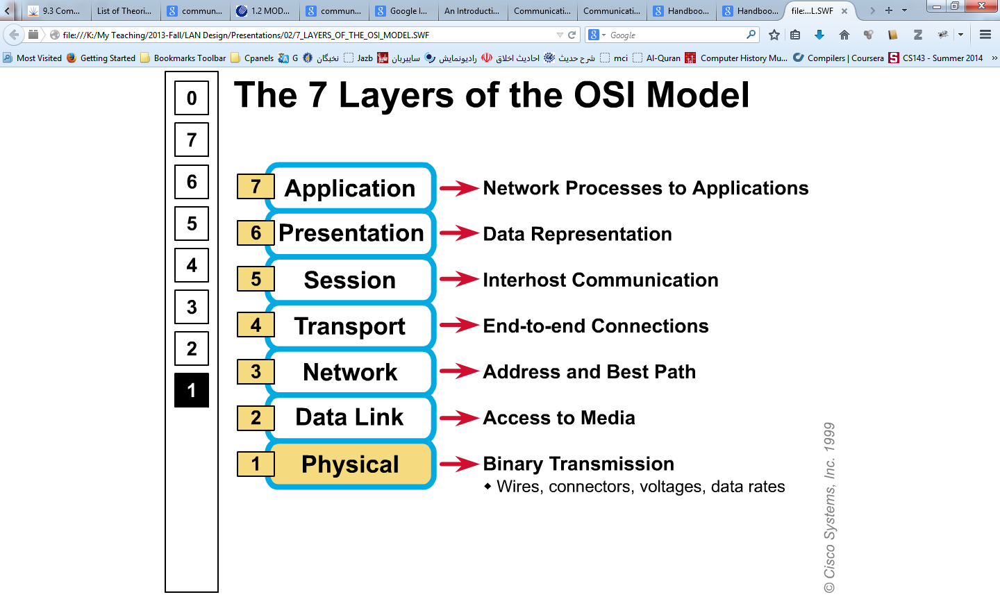 9.3 Com...
List of Theori...
commun...
1.2 MOD...
commun...
Google I...
An Introducti...
Communicati...
Communicati...
Handboo...
Handboo...
file:...L.SWF
file:///K:/My Teaching/2013-Fall/LAN Design/Presentations/02/7_LAYERS_OF_THE_OSI_MODEL.SWF
Google
Most Visited
Getting Started
Bookmarks Toolbar
Cpanels
G
نخبگان
Jazb
سایبربان
رادیونمایش
احادیث اخلاق
شرح حدیث
mci
Al-Quran
Computer History Mu...
Compilers | Coursera
CS143 - Summer 2014
0
7
6
5
4
3
2
1
The 7 Layers of the OSI Model
7 Application Network Processes to Applications
6 Presentation Data Representation
5 Session Interhost Communication
4 Transport End-to-end Connections
3 Network Address and Best Path
2 Data Link Access to Media
1 Physical Binary Transmission
Wires, connectors, voltages, data rates
© Cisco Systems, Inc. 1999